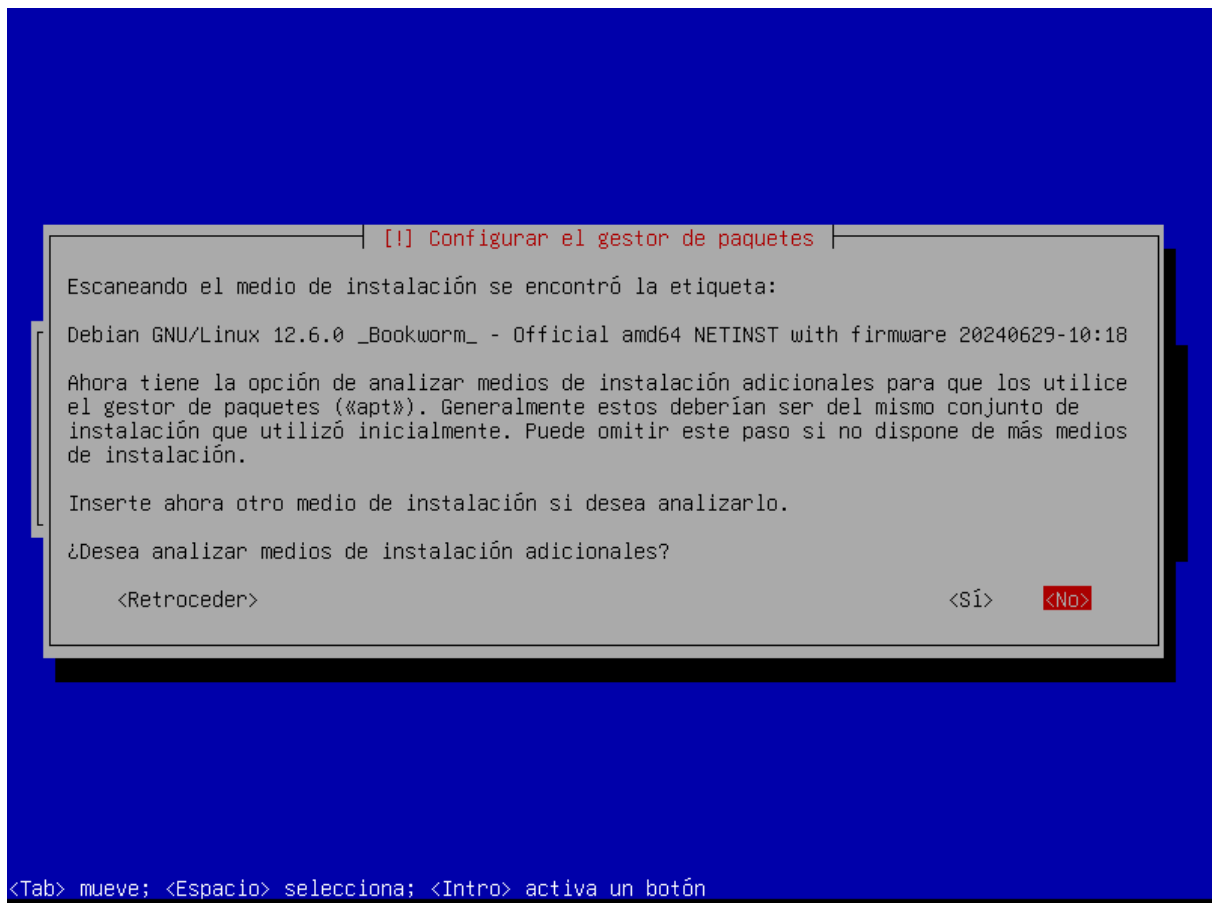 [!] Configurar el gestor de paquetes
Escaneando el medio de instalación se encontró la etiqueta:
Debian GNU/Linux 12.6.0 _Bookworm_ - Official amd64 NETINST with firmware 20240629-10:18
Ahora tiene la opción de analizar medios de instalación adicionales para que los utilice
el gestor de paquetes («apt»). Generalmente estos deberían ser del mismo conjunto de
instalación que utilizó inicialmente. Puede omitir este paso si no dispone de más medios
de instalación.
Inserte ahora otro medio de instalación si desea analizarlo.
¿Desea analizar medios de instalación adicionales?
<Retroceder> <Sí> <No>
<Tab> mueve; <Espacio> selecciona; <Intro> activa un botón